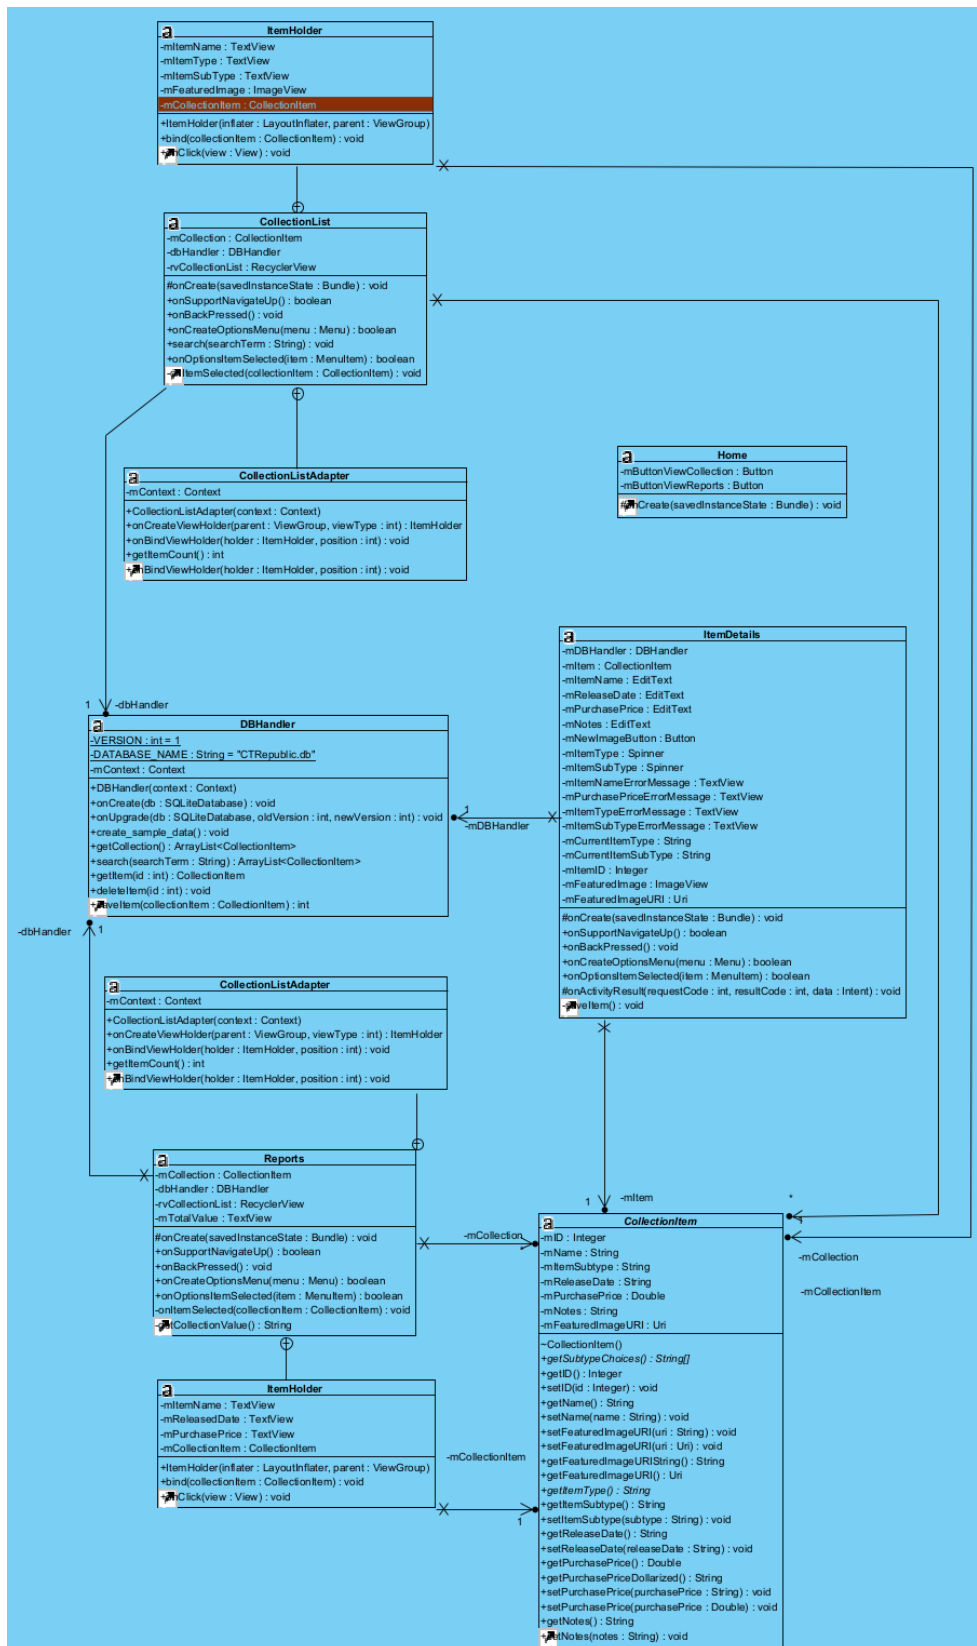 ItemHolder
-mItemName : TextView
-mItemType : TextView
-mItemSubType : TextView
-mFeaturedImage : ImageView
-mCollectionItem : CollectionItem
+ItemHolder(inflater : LayoutInflater, parent : ViewGroup)
+bind(collectionItem : CollectionItem) : void
Click(view : View) : void
CollectionList
-mCollection : CollectionItem
-dbHandler : DBHandler
-rvCollectionList : RecyclerView
#onCreate(savedInstanceState : Bundle) : void
+onSupportNavigateUp() : boolean
+onBackPressed() : void
+onCreateOptionsMenu(menu : Menu) : boolean
+search(searchTerm : String) : void
+onOptionsItemSelected(item : MenuItem) : boolean
ItemSelected(collectionItem : CollectionItem) : void
CollectionListAdapter
-mContext : Context
+CollectionListAdapter(context : Context)
+onCreateViewHolder(parent : ViewGroup, viewType : int) : ItemHolder
+onBindViewHolder(holder : ItemHolder, position : int) : void
+getItemCount() : int
BindViewHolder(holder : ItemHolder, position : int) : void
Home
-mButtonViewCollection : Button
-mButtonViewReports : Button
Create(savedInstanceState : Bundle) : void
ItemDetails
-mDBHandler : DBHandler
-mItem : CollectionItem
-mItemName : EditText
-mReleaseDate : EditText
-mPurchasePrice : EditText
-mNotes : EditText
-mNewImageButton : Button
-mItemType : Spinner
-mItemSubType : Spinner
-mItemNameErrorMessage : TextView
-mPurchasePriceErrorMessage : TextView
-mItemTypeErrorMessage : TextView
-mItemSubTypeErrorMessage : TextView
-mCurrentItemType : String
-mCurrentItemSubType : String
-mItemID : Integer
-mFeaturedImage : ImageView
-mFeaturedImageURI : Uri
#onCreate(savedInstanceState : Bundle) : void
+onSupportNavigateUp() : boolean
+onBackPressed() : void
+onCreateOptionsMenu(menu : Menu) : boolean
+onOptionsItemSelected(item : MenuItem) : boolean
#onActivityResult(requestCode : int, resultCode : int, data : Intent) : void
veItem() : void
1 -dbHandler
DBHandler
-VERSION : int = 1
-DATABASE_NAME : String = "CTRepublic.db"
-mContext : Context
+DBHandler(context : Context)
+onCreate(db : SQLiteDatabase) : void
+onUpgrade(db : SQLiteDatabase, oldVersion : int, newVersion : int) : void
+create_sample_data() : void
+getCollection() : ArrayList<CollectionItem>
+search(searchTerm : String) : ArrayList<CollectionItem>
+getItem(id : int) : CollectionItem
+deleteItem(id : int) : void
veItem(collectionItem : CollectionItem) : int
1
-mDBHandler
-dbHandler 1
CollectionListAdapter
-mContext : Context
+CollectionListAdapter(context : Context)
+onCreateViewHolder(parent : ViewGroup, viewType : int) : ItemHolder
+onBindViewHolder(holder : ItemHolder, position : int) : void
+getItemCount() : int
BindViewHolder(holder : ItemHolder, position : int) : void
Reports
-mCollection : CollectionItem
-dbHandler : DBHandler
-rvCollectionList : RecyclerView
-mTotalValue : TextView
#onCreate(savedInstanceState : Bundle) : void
+onSupportNavigateUp() : boolean
+onBackPressed() : void
+onCreateOptionsMenu(menu : Menu) : boolean
+onOptionsItemSelected(item : MenuItem) : boolean
-onItemSelected(collectionItem : CollectionItem) : void
tCollectionValue() : String
-mCollection
1 -mItem
*
1
-mCollection
-mCollectionItem
CollectionItem
-mID : Integer
-mName : String
-mItemSubtype : String
-mReleaseDate : String
-mPurchasePrice : Double
-mNotes : String
-mFeaturedImageURI : Uri
~CollectionItem()
+getSubtypeChoices() : String[]
+getID() : Integer
+setID(id : Integer) : void
+getName() : String
+setName(name : String) : void
+setFeaturedImageURI(uri : String) : void
+setFeaturedImageURI(uri : Uri) : void
+getFeaturedImageURIString() : String
+getFeaturedImageURI() : Uri
+getItemType() : String
+getItemSubtype() : String
+setItemSubtype(subtype : String) : void
+getReleaseDate() : String
+setReleaseDate(releaseDate : String) : void
+getPurchasePrice() : Double
+getPurchasePriceDollarized() : String
+setPurchasePrice(purchasePrice : String) : void
+setPurchasePrice(purchasePrice : Double) : void
+getNotes() : String
etNotes(notes : String) : void
ItemHolder
-mItemName : TextView
-mReleasedDate : TextView
-mPurchasePrice : TextView
-mCollectionItem : CollectionItem
+ItemHolder(inflater : LayoutInflater, parent : ViewGroup)
+bind(collectionItem : CollectionItem) : void
Click(view : View) : void
-mCollectionItem
1